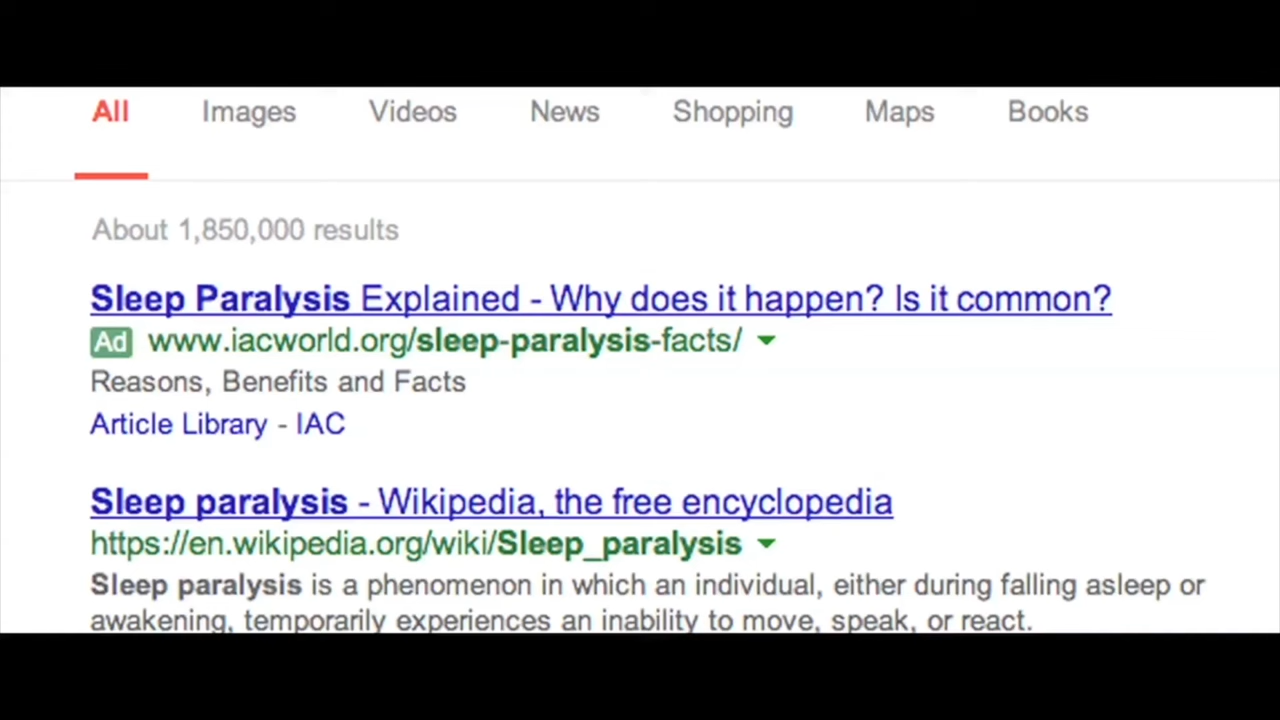 All Images Videos News Shopping Maps Books
About 1,850,000 results
Sleep Paralysis Explained - Why does it happen? Is it common?
Ad www.iacworld.org/sleep-paralysis-facts/
Reasons, Benefits and Facts
Article Library - IAC
Sleep paralysis - Wikipedia, the free encyclopedia
https://en.wikipedia.org/wiki/Sleep_paralysis
Sleep paralysis is a phenomenon in which an individual, either during falling asleep or
awakening, temporarily experiences an inability to move, speak, or react.